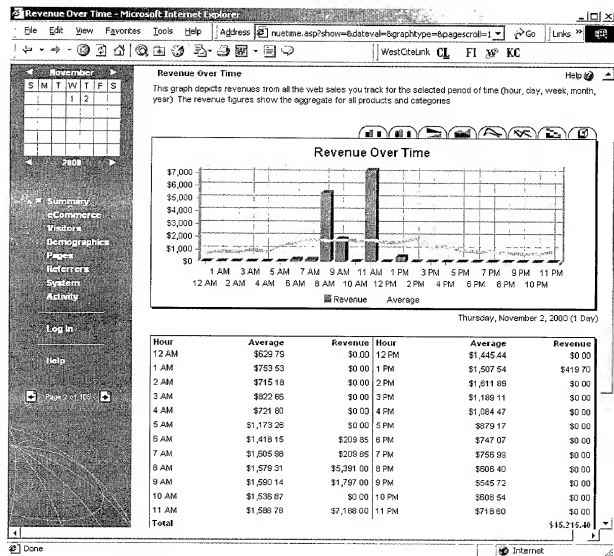 Revenue Over Time - Microsoft Internet Explorer
File Edit View Favorites Tools Help Address nuetime.asp?show=&dateval=&graphtype=&pagescroll=1 Go Links
WestCiteLink CL FI KC
November
S M T W T F S
1 2
2000
Summary
eCommerce
Visitors
Demographics
Pages
Referrers
System
Activity
Log In
Help
Page 2 of
Revenue Over Time
Help
This graph depicts revenues from all the web sales you track for the selected period of time (hour, day, week, month,
year) The revenue figures show the aggregate for all products and categories
Revenue Over Time
$7,000
$6,000
$5,000
$4,000
$3,000
$2,000
$1,000
$0
1 AM 3 AM 5 AM 7 AM 9 AM 11 AM 1 PM 3 PM 5 PM 7 PM 9 PM 11 PM
12 AM 2 AM 4 AM 6 AM 8 AM 10 AM 12 PM 2 PM 4 PM 6 PM 8 PM 10 PM
Revenue Average
Thursday, November 2, 2000 (1 Day)
Hour Average Revenue Hour Average Revenue
12 AM $629 79 $0.00 12 PM $1,445.44 $0 00
1 AM $753 53 $0 00 1 PM $1,507 54 $419 70
2 AM $715 18 $0 00 2 PM $1,611 89 $0 00
3 AM $822 66 $0 00 3 PM $1,189 11 $0 00
4 AM $721 80 $0 00 4 PM $1,084 47 $0 00
5 AM $1,173 26 $0 00 5 PM $879 17 $0 00
6 AM $1,418 15 $209 85 6 PM $747 07 $0 00
7 AM $1,605 98 $209 85 7 PM $756 99 $0 00
8 AM $1,579 31 $5,391 00 8 PM $606 40 $0 00
9 AM $1,590 14 $1,797 00 9 PM $545 72 $0 00
10 AM $1,536 87 $0 00 10 PM $608 54 $0 00
11 AM $1,588 78 $7,188 00 11 PM $718 60 $0 00
Total $15,215.40
Done Internet